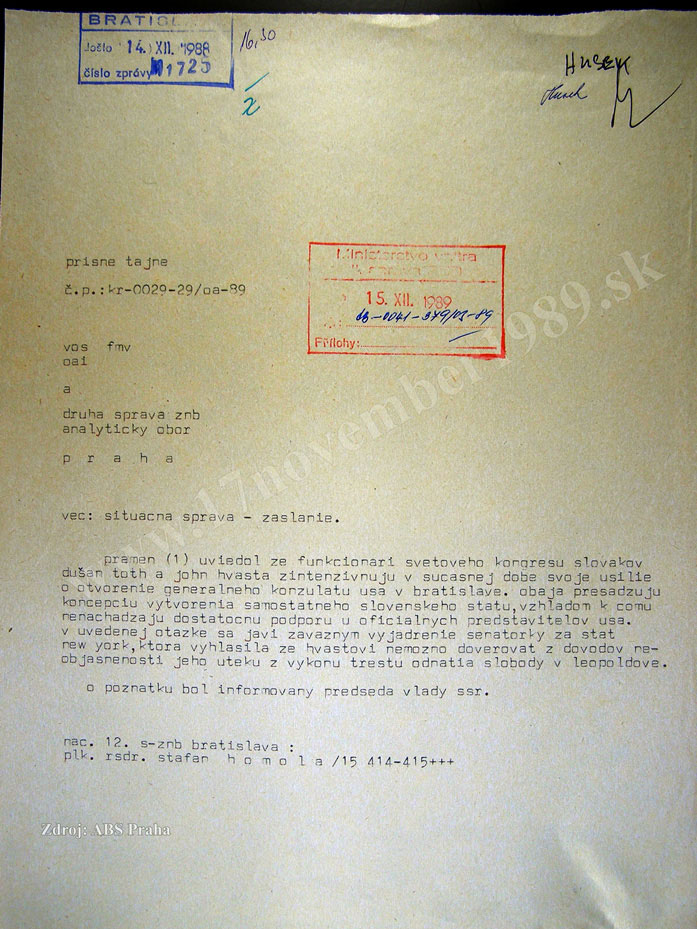 BRATISL
Došlo 14. XII. 1988
16,30
číslo zprávy 1723
HUSEK
prisne tajne
č.p.:kr-0029-29/oa-89
Ministerstvo vnitra
15. XII. 1989
Přílohy:
vos fmv
oai
a
druha sprava znb
analyticky obor
p r a h a
vec: situacna sprava - zaslanie.
pramen (1) uviedol ze funkcionari svetoveho kongresu slovakov
dušan toth a john hvasta zintenzivnuju v sucasnej dobe svoje usilie
o otvorenie generalneho konzulatu usa v bratislave. obaja presadzuju
koncepciu vytvorenia samostatneho slovenskeho statu,vzhladom k comu
nenachadzaju dostatocnu podporu u oficialnych predstavitelov usa.
v uvedenej otazke sa javi zavaznym vyjadrenie senatorky za stat
new york,ktora vyhlasila ze hvastovi nemozno doverovat z dovodov ne-
objasnenosti jeho uteku z vykonu trestu odnatia slobody v leopoldove.
o poznatku bol informovany predseda vlady ssr.
nac. 12. s-znb bratislava :
plk. rsdr. stafan h o m o l a /15 414-415+++
www.17november1989.sk
Zdroj: ABS Praha